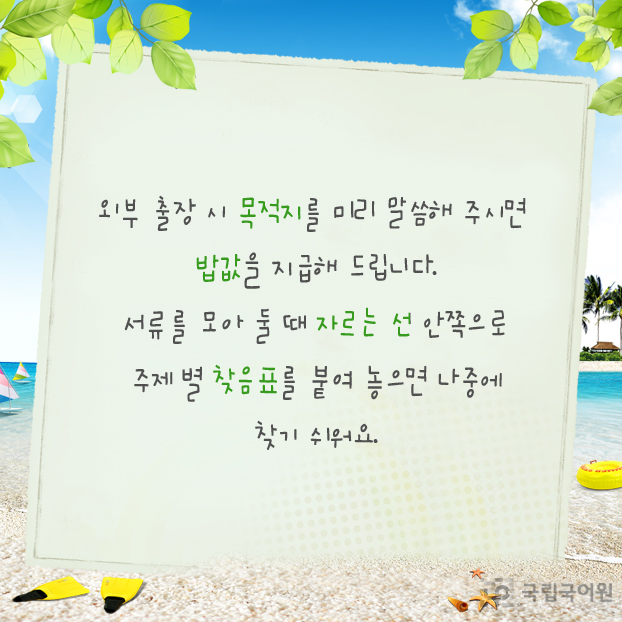 외부 출장 시 목적지를 미리 말씀해 주시면
밥값을 지급해 드립니다.
서류를 모아 둘 때 자르는 선 안쪽으로
주제 별 찾음표를 붙여 놓으면 나중에
찾기 쉬워요.
국립국어원